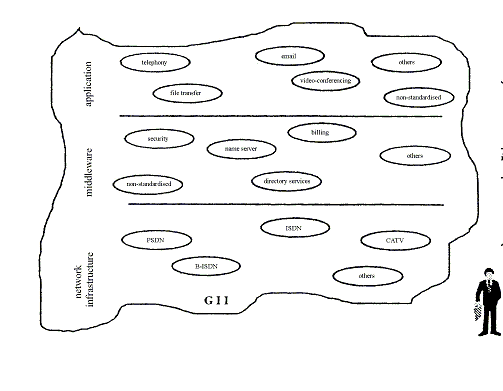 telephony
email
others
file transfer
video-conferencing
non-standardised
application
security
name server
billing
others
non-standardised
directory services
middleware
PSDN
ISDN
CATV
B-ISDN
others
network
infrastructure
GII